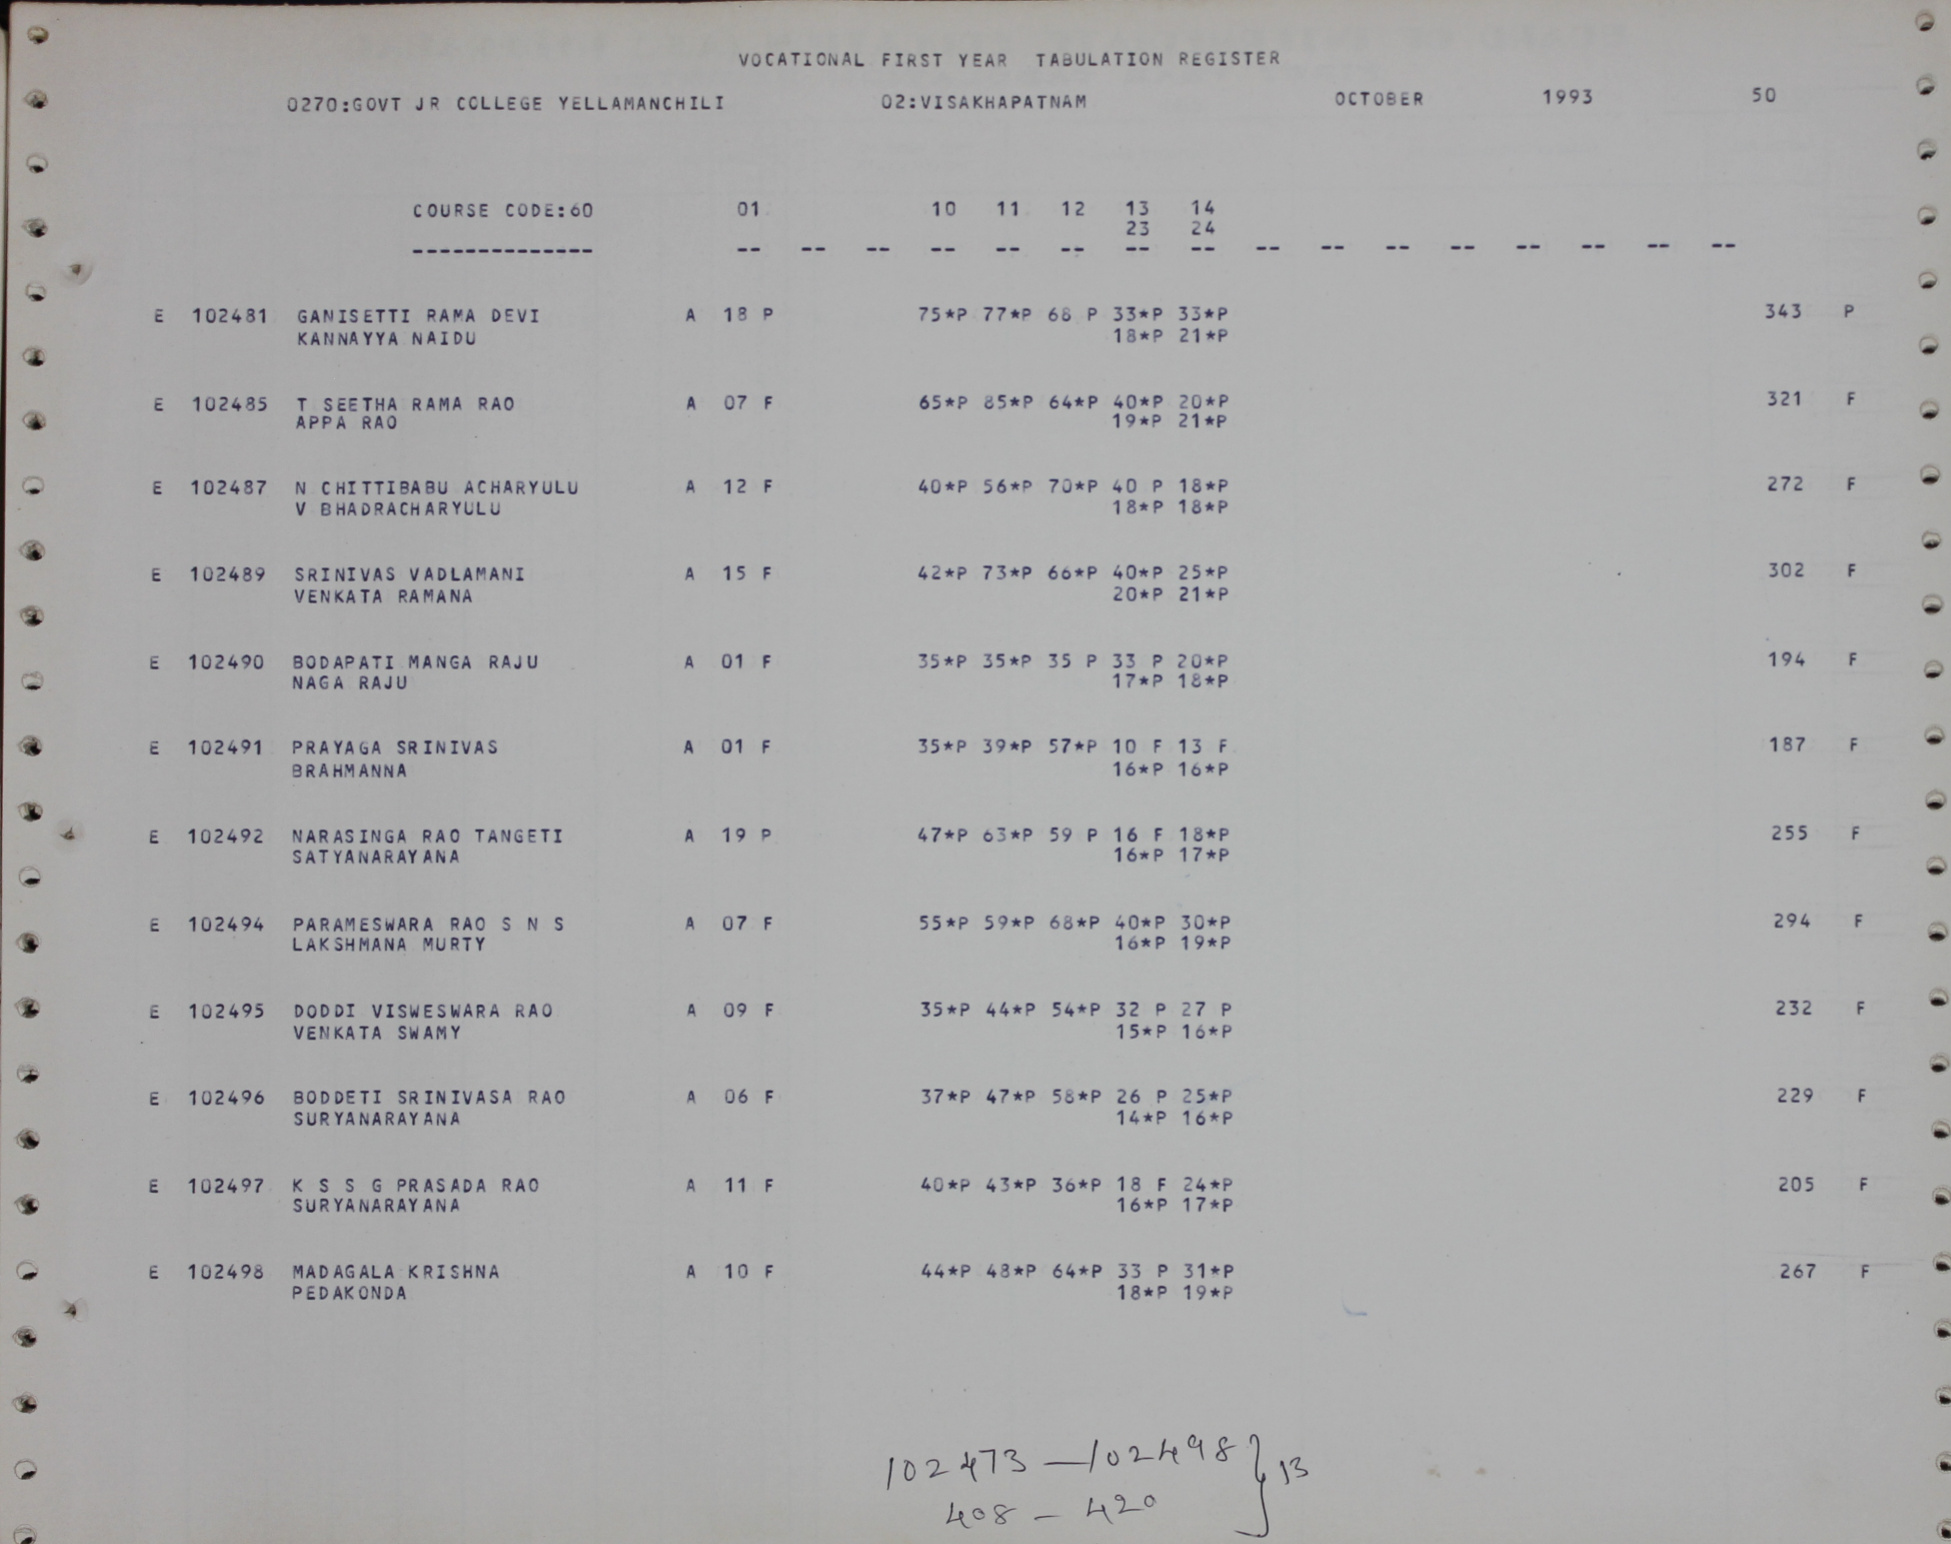 VOCATIONAL FIRST YEAR TABULATION REGISTER
0270:GOVT JR COLLEGE YELLAMANCHILI 02:VISAKHAPATNAM OCTOBER 1993 50
COURSE CODE:60 01 10 11 12 13 14
23 24
-------------- -- -- -- -- -- -- -- -- -- -- -- -- -- -- -- --
E 102481 GANISETTI RAMA DEVI A 18 P 75*P 77*P 68 P 33*P 33*P 343 P
KANNAYYA NAIDU 18*P 21*P
E 102485 T SEETHA RAMA RAO A 07 F 65*P 85*P 64*P 40*P 20*P 321 F
APPA RAO 19*P 21*P
E 102487 N CHITTIBABU ACHARYULU A 12 F 40*P 56*P 70*P 40 P 18*P 272 F
V BHADRACHARYULU 18*P 18*P
E 102489 SRINIVAS VADLAMANI A 15 F 42*P 73*P 66*P 40*P 25*P 302 F
VENKATA RAMANA 20*P 21*P
E 102490 BODAPATI MANGA RAJU A 01 F 35*P 35*P 35 P 33 P 20*P 194 F
NAGA RAJU 17*P 18*P
E 102491 PRAYAGA SRINIVAS A 01 F 35*P 39*P 57*P 10 F 13 F 187 F
BRAHMANNA 16*P 16*P
E 102492 NARASINGA RAO TANGETI A 19 P 47*P 63*P 59 P 16 F 18*P 255 F
SATYANARAYANA 16*P 17*P
E 102494 PARAMESWARA RAO S N S A 07 F 55*P 59*P 68*P 40*P 30*P 294 F
LAKSHMANA MURTY 16*P 19*P
E 102495 DODDI VISWESWARA RAO A 09 F 35*P 44*P 54*P 32 P 27 P 232 F
VENKATA SWAMY 15*P 16*P
E 102496 BODDETI SRINIVASA RAO A 06 F 37*P 47*P 58*P 26 P 25*P 229 F
SURYANARAYANA 14*P 16*P
E 102497 K S S G PRASADA RAO A 11 F 40*P 43*P 36*P 18 F 24*P 205 F
SURYANARAYANA 16*P 17*P
E 102498 MADAGALA KRISHNA A 10 F 44*P 48*P 64*P 33 P 31*P 267 F
PEDAKONDA 18*P 19*P
102473 — 102498 } 13
408 — 420